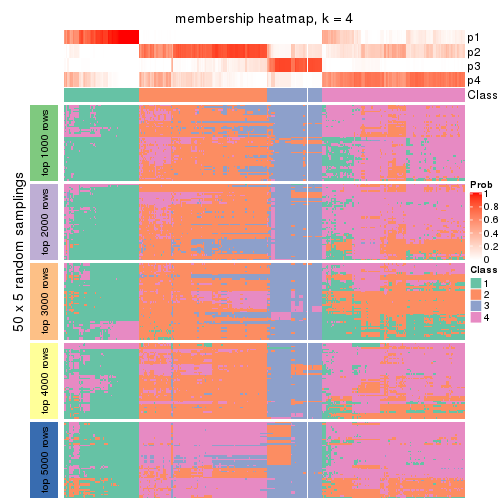 membership heatmap, k = 4
p1
p2
p3
p4
Class
50 x 5 random samplings
top 1000 rows
top 2000 rows
top 3000 rows
top 4000 rows
top 5000 rows
Prob
1
0.8
0.6
0.4
0.2
0
Class
1
2
3
4